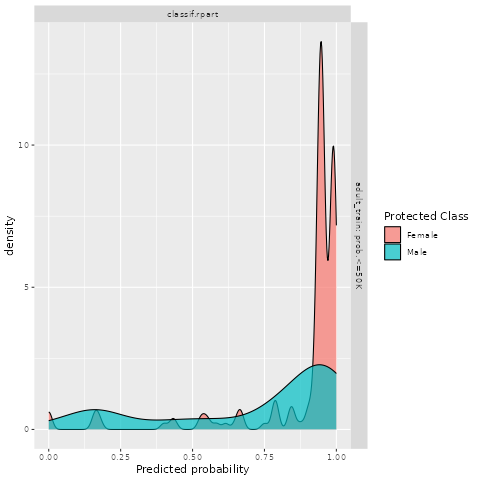 classif.rpart
10
5
0
0.00 0.25 0.50 0.75 1.00
Predicted probability
density
adult_train: prob.<=50K
Protected Class
Female
Male